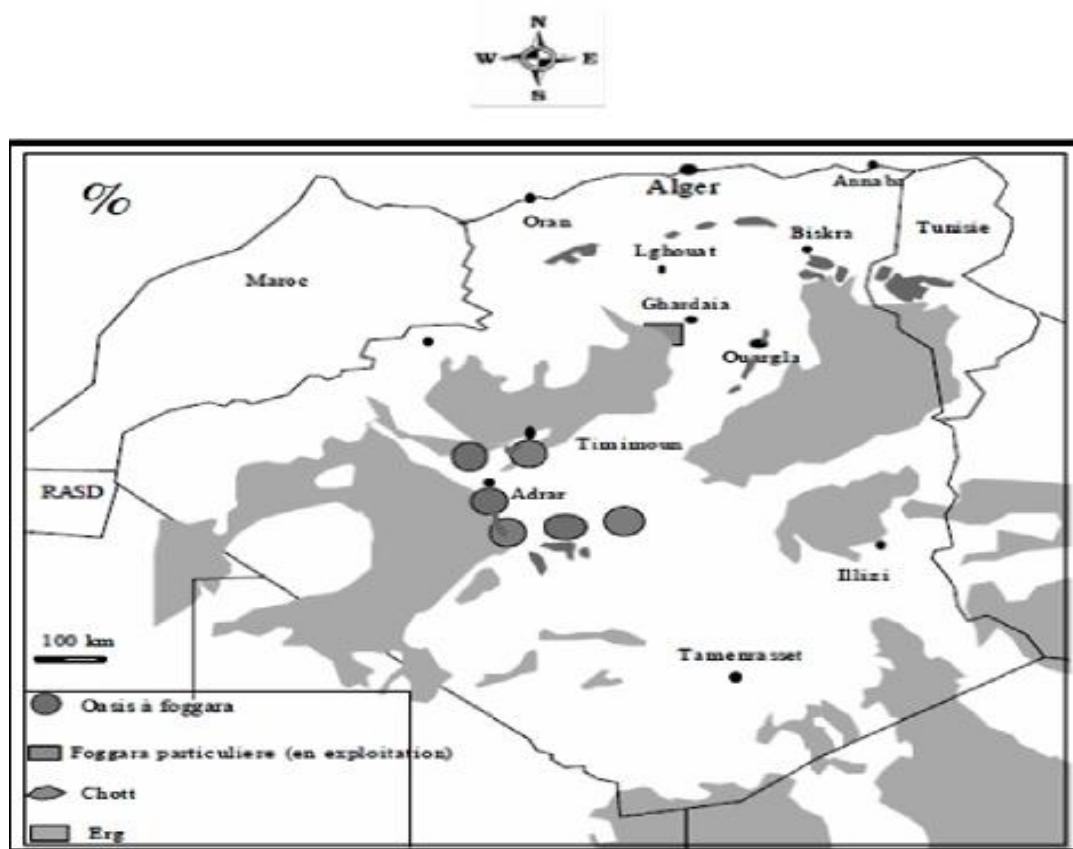 N
W E
S
%
Alger
Annaba
Oran
Tunisie
Biskra
Lghouat
Maroc
Ghardaia
Ouargla
Timimoun
RASD
Adrar
Illizi
100 km
Tamenrasset
Oasis à foggara
Foggara particuliere (en exploitation)
Chott
Erg